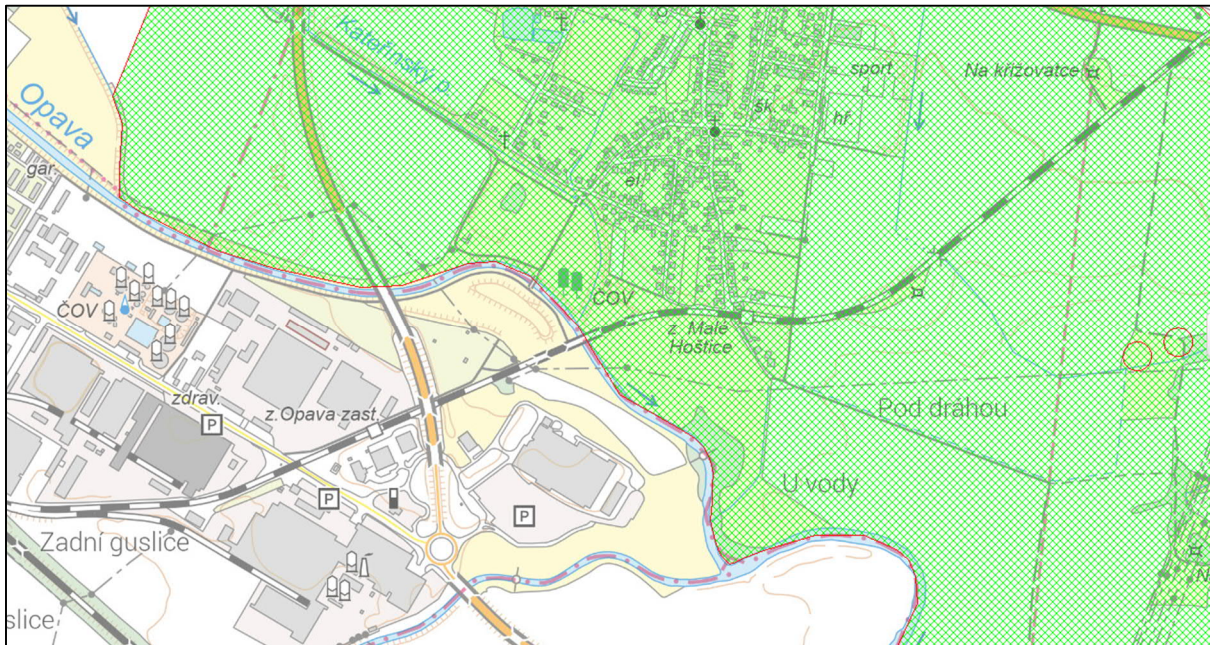 Opava
Kateřinský p.
sport.
Na křižovatce
šk.
hř.
gar.
245
el.
ČOV
ČOV
z. Malé
Hoštice
zdrav.
z.Opava zast.
P
Pod dráhou
P
P
U vody
Zadní guslice
slice
N